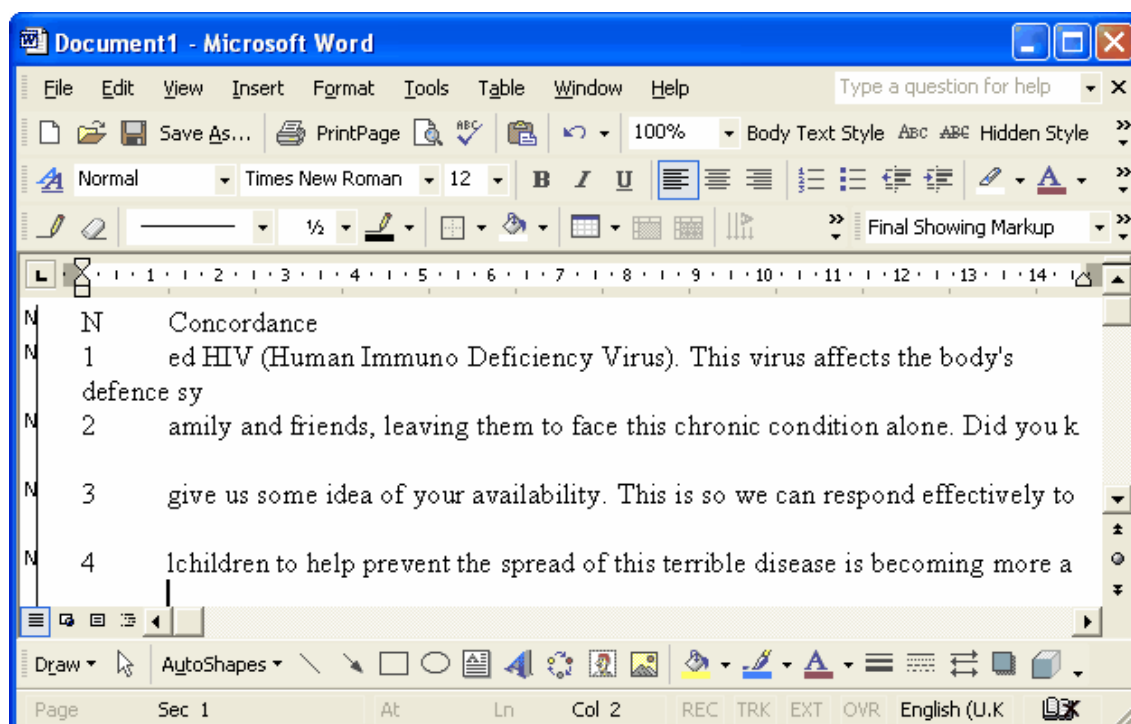 Document1 - Microsoft Word
File Edit View Insert Format Tools Table Window Help Type a question for help
Save As... PrintPage ABC 100% Body Text Style ABC ABC Hidden Style
Normal Times New Roman 12 B I U A
½ Final Showing Markup
1 2 3 4 5 6 7 8 9 10 11 12 13 14
N N Concordance
N 1 ed HIV (Human Immuno Deficiency Virus). This virus affects the body's
defence sy
N 2 amily and friends, leaving them to face this chronic condition alone. Did you k
N 3 give us some idea of your availability. This is so we can respond effectively to
N 4 lchildren to help prevent the spread of this terrible disease is becoming more a
Draw AutoShapes A
Page Sec 1 At Ln Col 2 REC TRK EXT OVR English (U.K